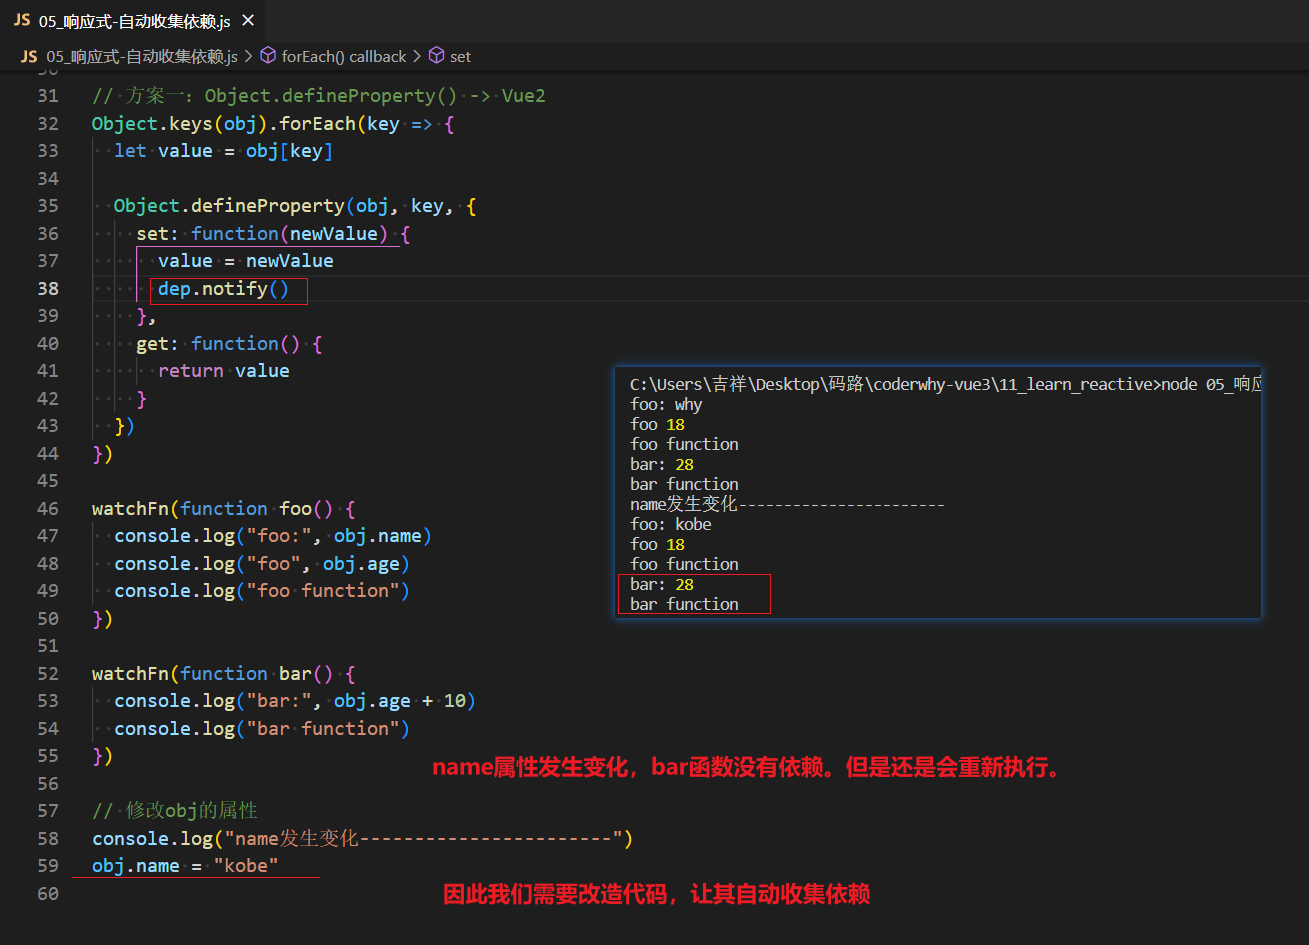 JS 05_响应式-自动收集依赖.js ×
JS 05_响应式-自动收集依赖.js > forEach() callback > set
30
31 // 方案一: Object.defineProperty() -> Vue2
32 Object.keys(obj).forEach(key => {
33 let value = obj[key]
34
35 Object.defineProperty(obj, key, {
36 set: function(newValue) {
37 value = newValue
38 dep.notify()
39 },
40 get: function() {
41 return value
42 }
43 })
44 })
45
46 watchFn(function foo() {
47 console.log("foo:", obj.name)
48 console.log("foo", obj.age)
49 console.log("foo function")
50 })
51
52 watchFn(function bar() {
53 console.log("bar:", obj.age + 10)
54 console.log("bar function")
55 })
56
57 // 修改obj的属性
58 console.log("name发生变化-----------------------")
59 obj.name = "kobe"
60
C:\Users\吉祥\Desktop\码路\coderwhy-vue3\11_learn_reactive>node 05_响应
foo: why
foo 18
foo function
bar: 28
bar function
name发生变化-----------------------
foo: kobe
foo 18
foo function
bar: 28
bar function
name属性发生变化，bar函数没有依赖。但是还是会重新执行。
因此我们需要改造代码，让其自动收集依赖